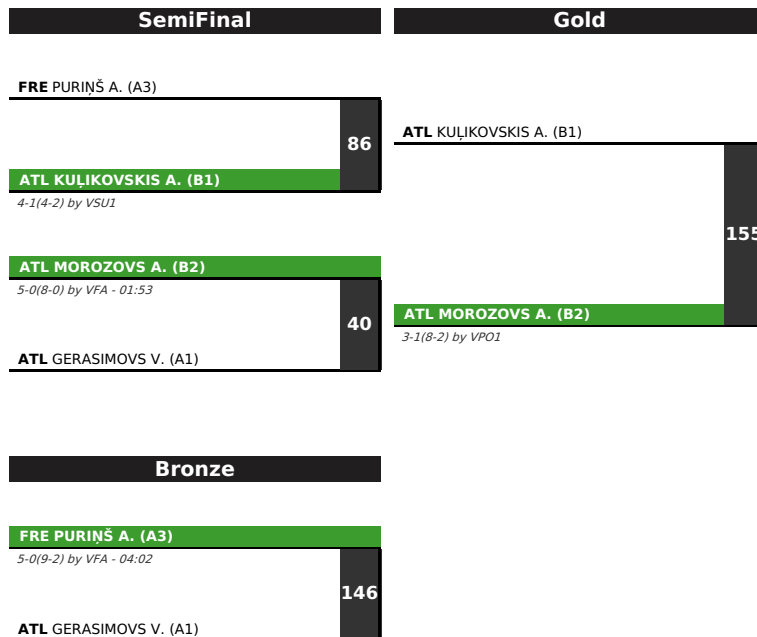 SemiFinal
FRE PURIŅŠ A. (A3)
86
ATL KUĻIKOVSKIS A. (B1)
4-1(4-2) by VSU1
ATL MOROZOVS A. (B2)
5-0(8-0) by VFA - 01:53
40
ATL GERASIMOVS V. (A1)
Gold
ATL KUĻIKOVSKIS A. (B1)
155
ATL MOROZOVS A. (B2)
3-1(8-2) by VPO1
Bronze
FRE PURIŅŠ A. (A3)
5-0(9-2) by VFA - 04:02
146
ATL GERASIMOVS V. (A1)